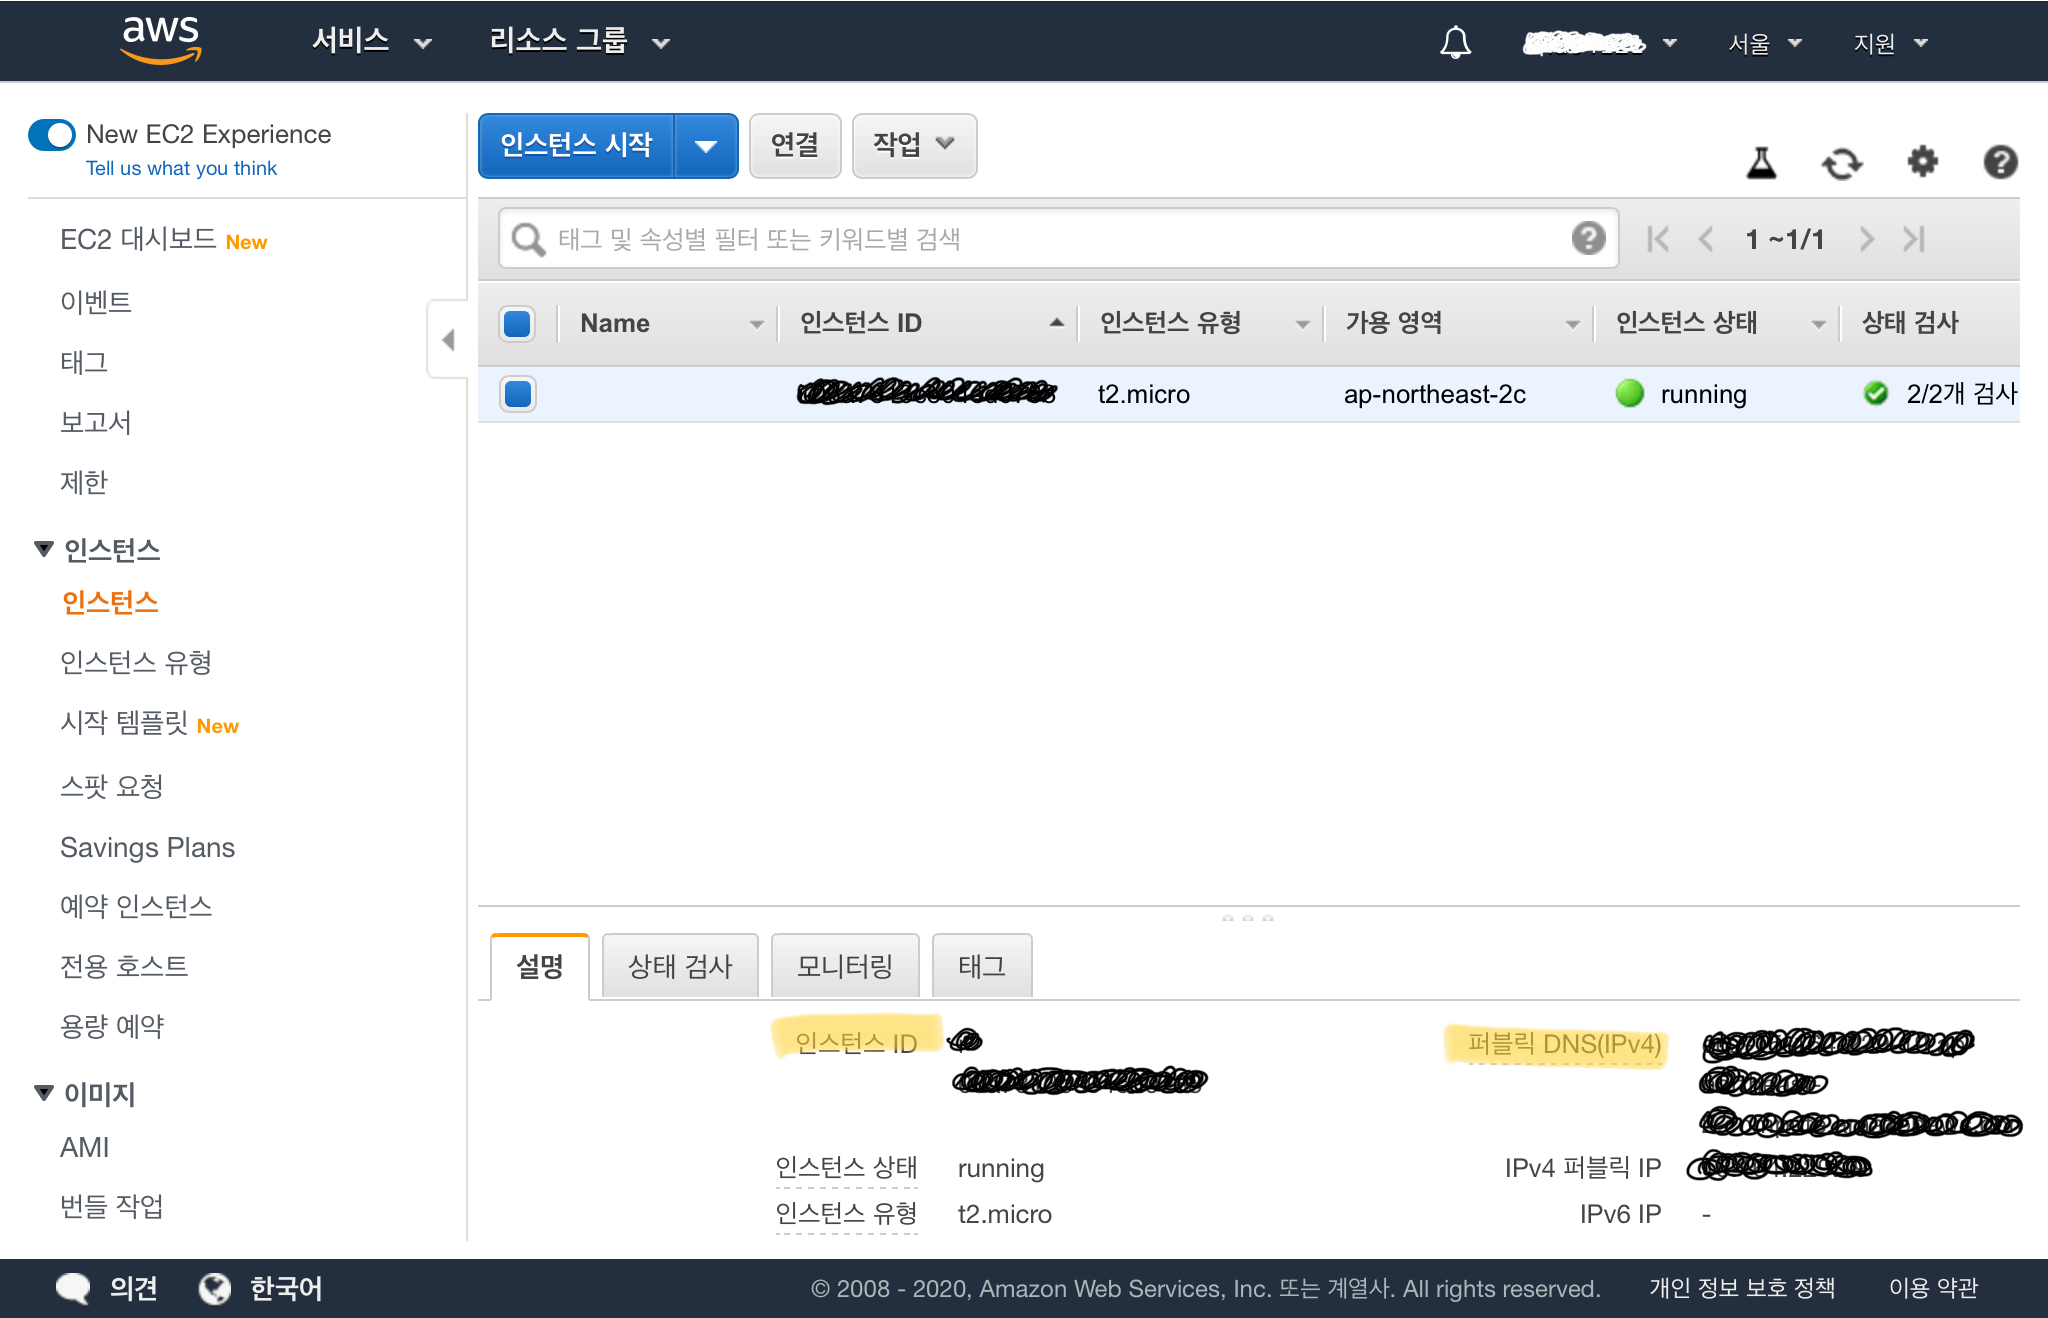 aws 서비스 리소스 그룹 서울 지원
New EC2 Experience
Tell us what you think
EC2 대시보드 New
이벤트
태그
보고서
제한
인스턴스
인스턴스
인스턴스 유형
시작 템플릿 New
스팟 요청
Savings Plans
예약 인스턴스
전용 호스트
용량 예약
이미지
AMI
번들 작업
인스턴스 시작 연결 작업
태그 및 속성별 필터 또는 키워드별 검색 1 ~1/1
Name 인스턴스 ID 인스턴스 유형 가용 영역 인스턴스 상태 상태 검사
t2.micro ap-northeast-2c running 2/2개 검사
설명 상태 검사 모니터링 태그
인스턴스 ID 퍼블릭 DNS(IPv4)
인스턴스 상태 running IPv4 퍼블릭 IP
인스턴스 유형 t2.micro IPv6 IP -
의견 한국어 © 2008 - 2020, Amazon Web Services, Inc. 또는 계열사. All rights reserved. 개인 정보 보호 정책 이용 약관